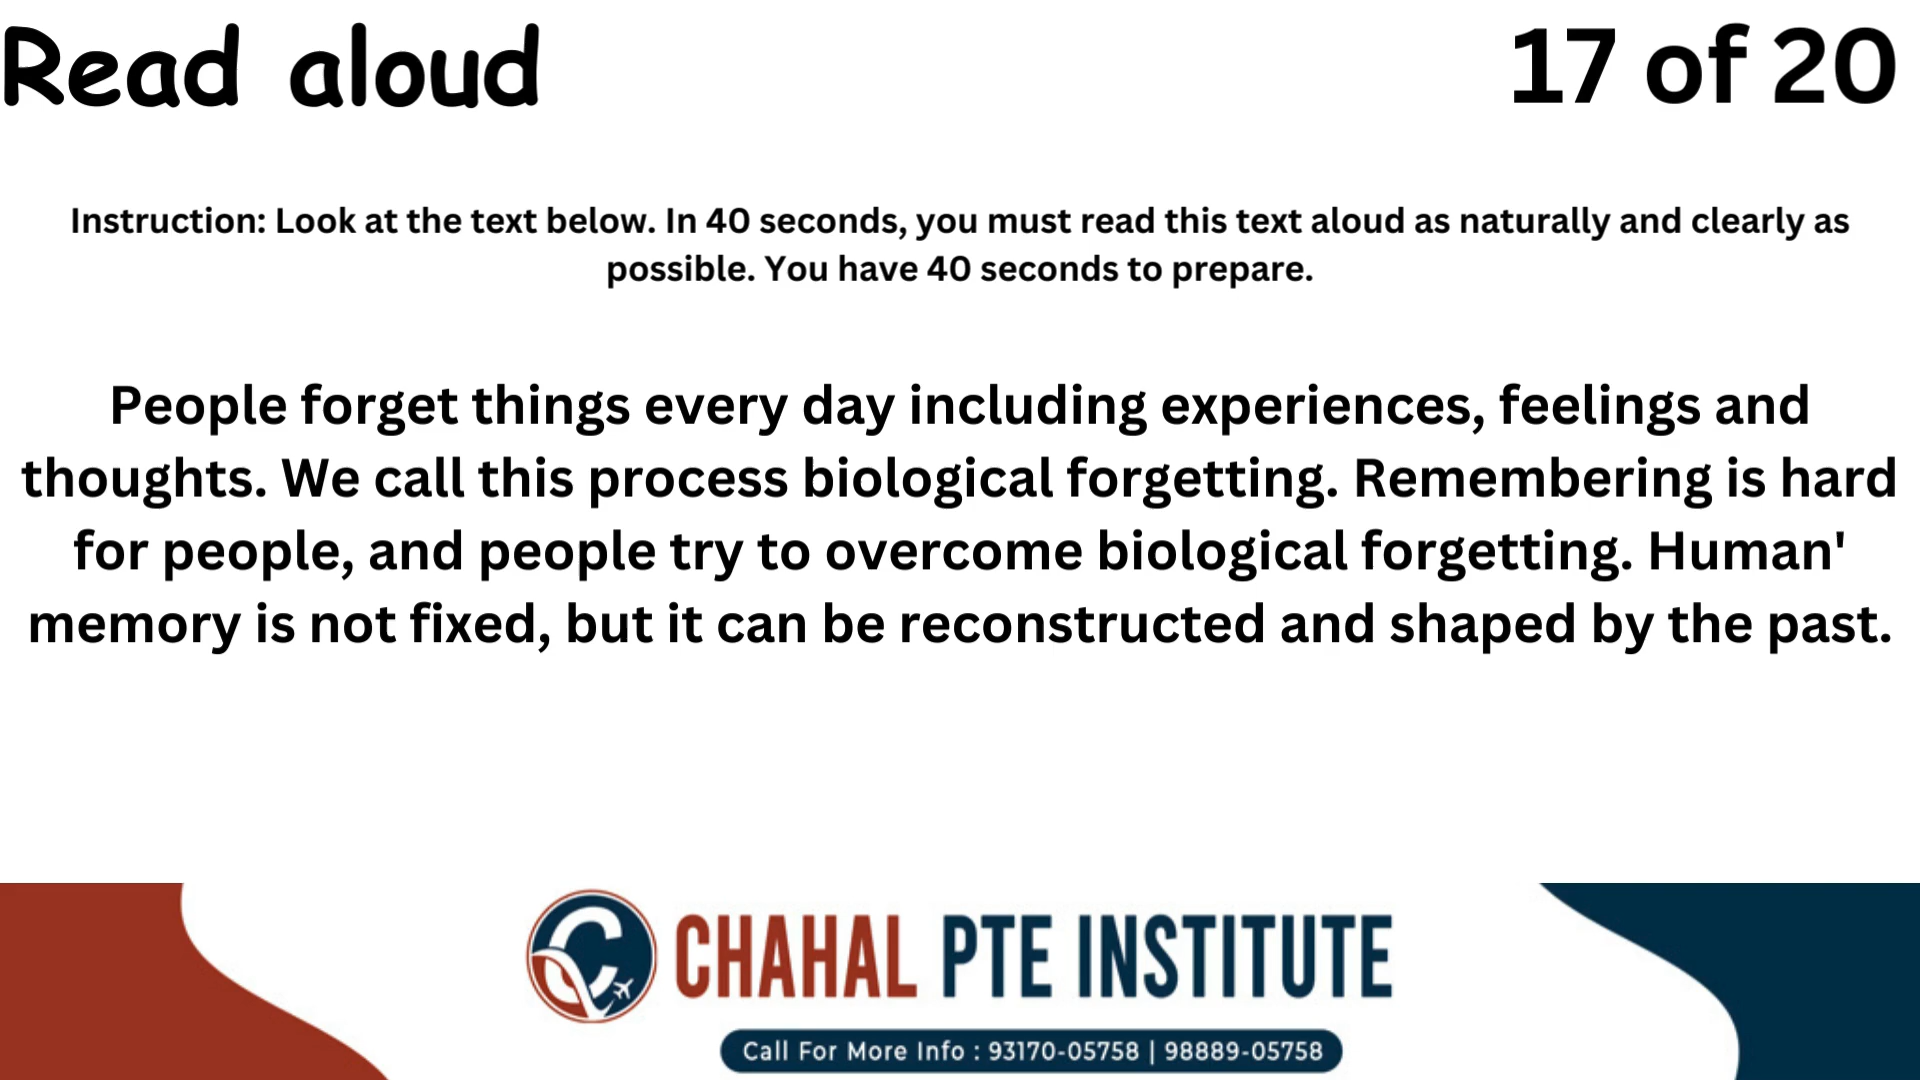 Read aloud
17 of 20
Instruction: Look at the text below. In 40 seconds, you must read this text aloud as naturally and clearly as
possible. You have 40 seconds to prepare.
People forget things every day including experiences, feelings and
thoughts. We call this process biological forgetting. Remembering is hard
for people, and people try to overcome biological forgetting. Human'
memory is not fixed, but it can be reconstructed and shaped by the past.
CHAHAL PTE INSTITUTE
Call For More Info : 93170-05758 | 98889-05758